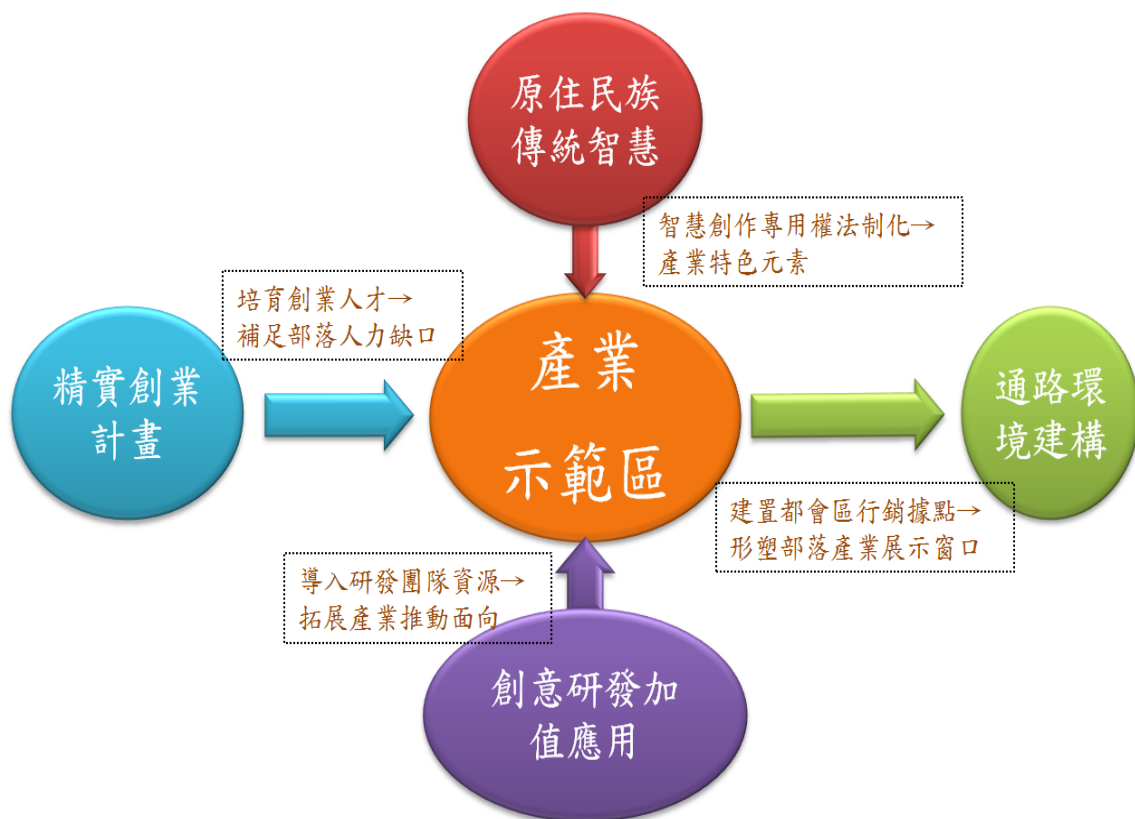 原住民族
傳統智慧
智慧創作專用權法制化→
產業特色元素
培育創業人才→
補足部落人力缺口
精實創業
計畫
產業
示範區
通路環
境建構
建置都會區行銷據點→
形塑部落產業展示窗口
導入研發團隊資源→
拓展產業推動面向
創意研發加
值應用